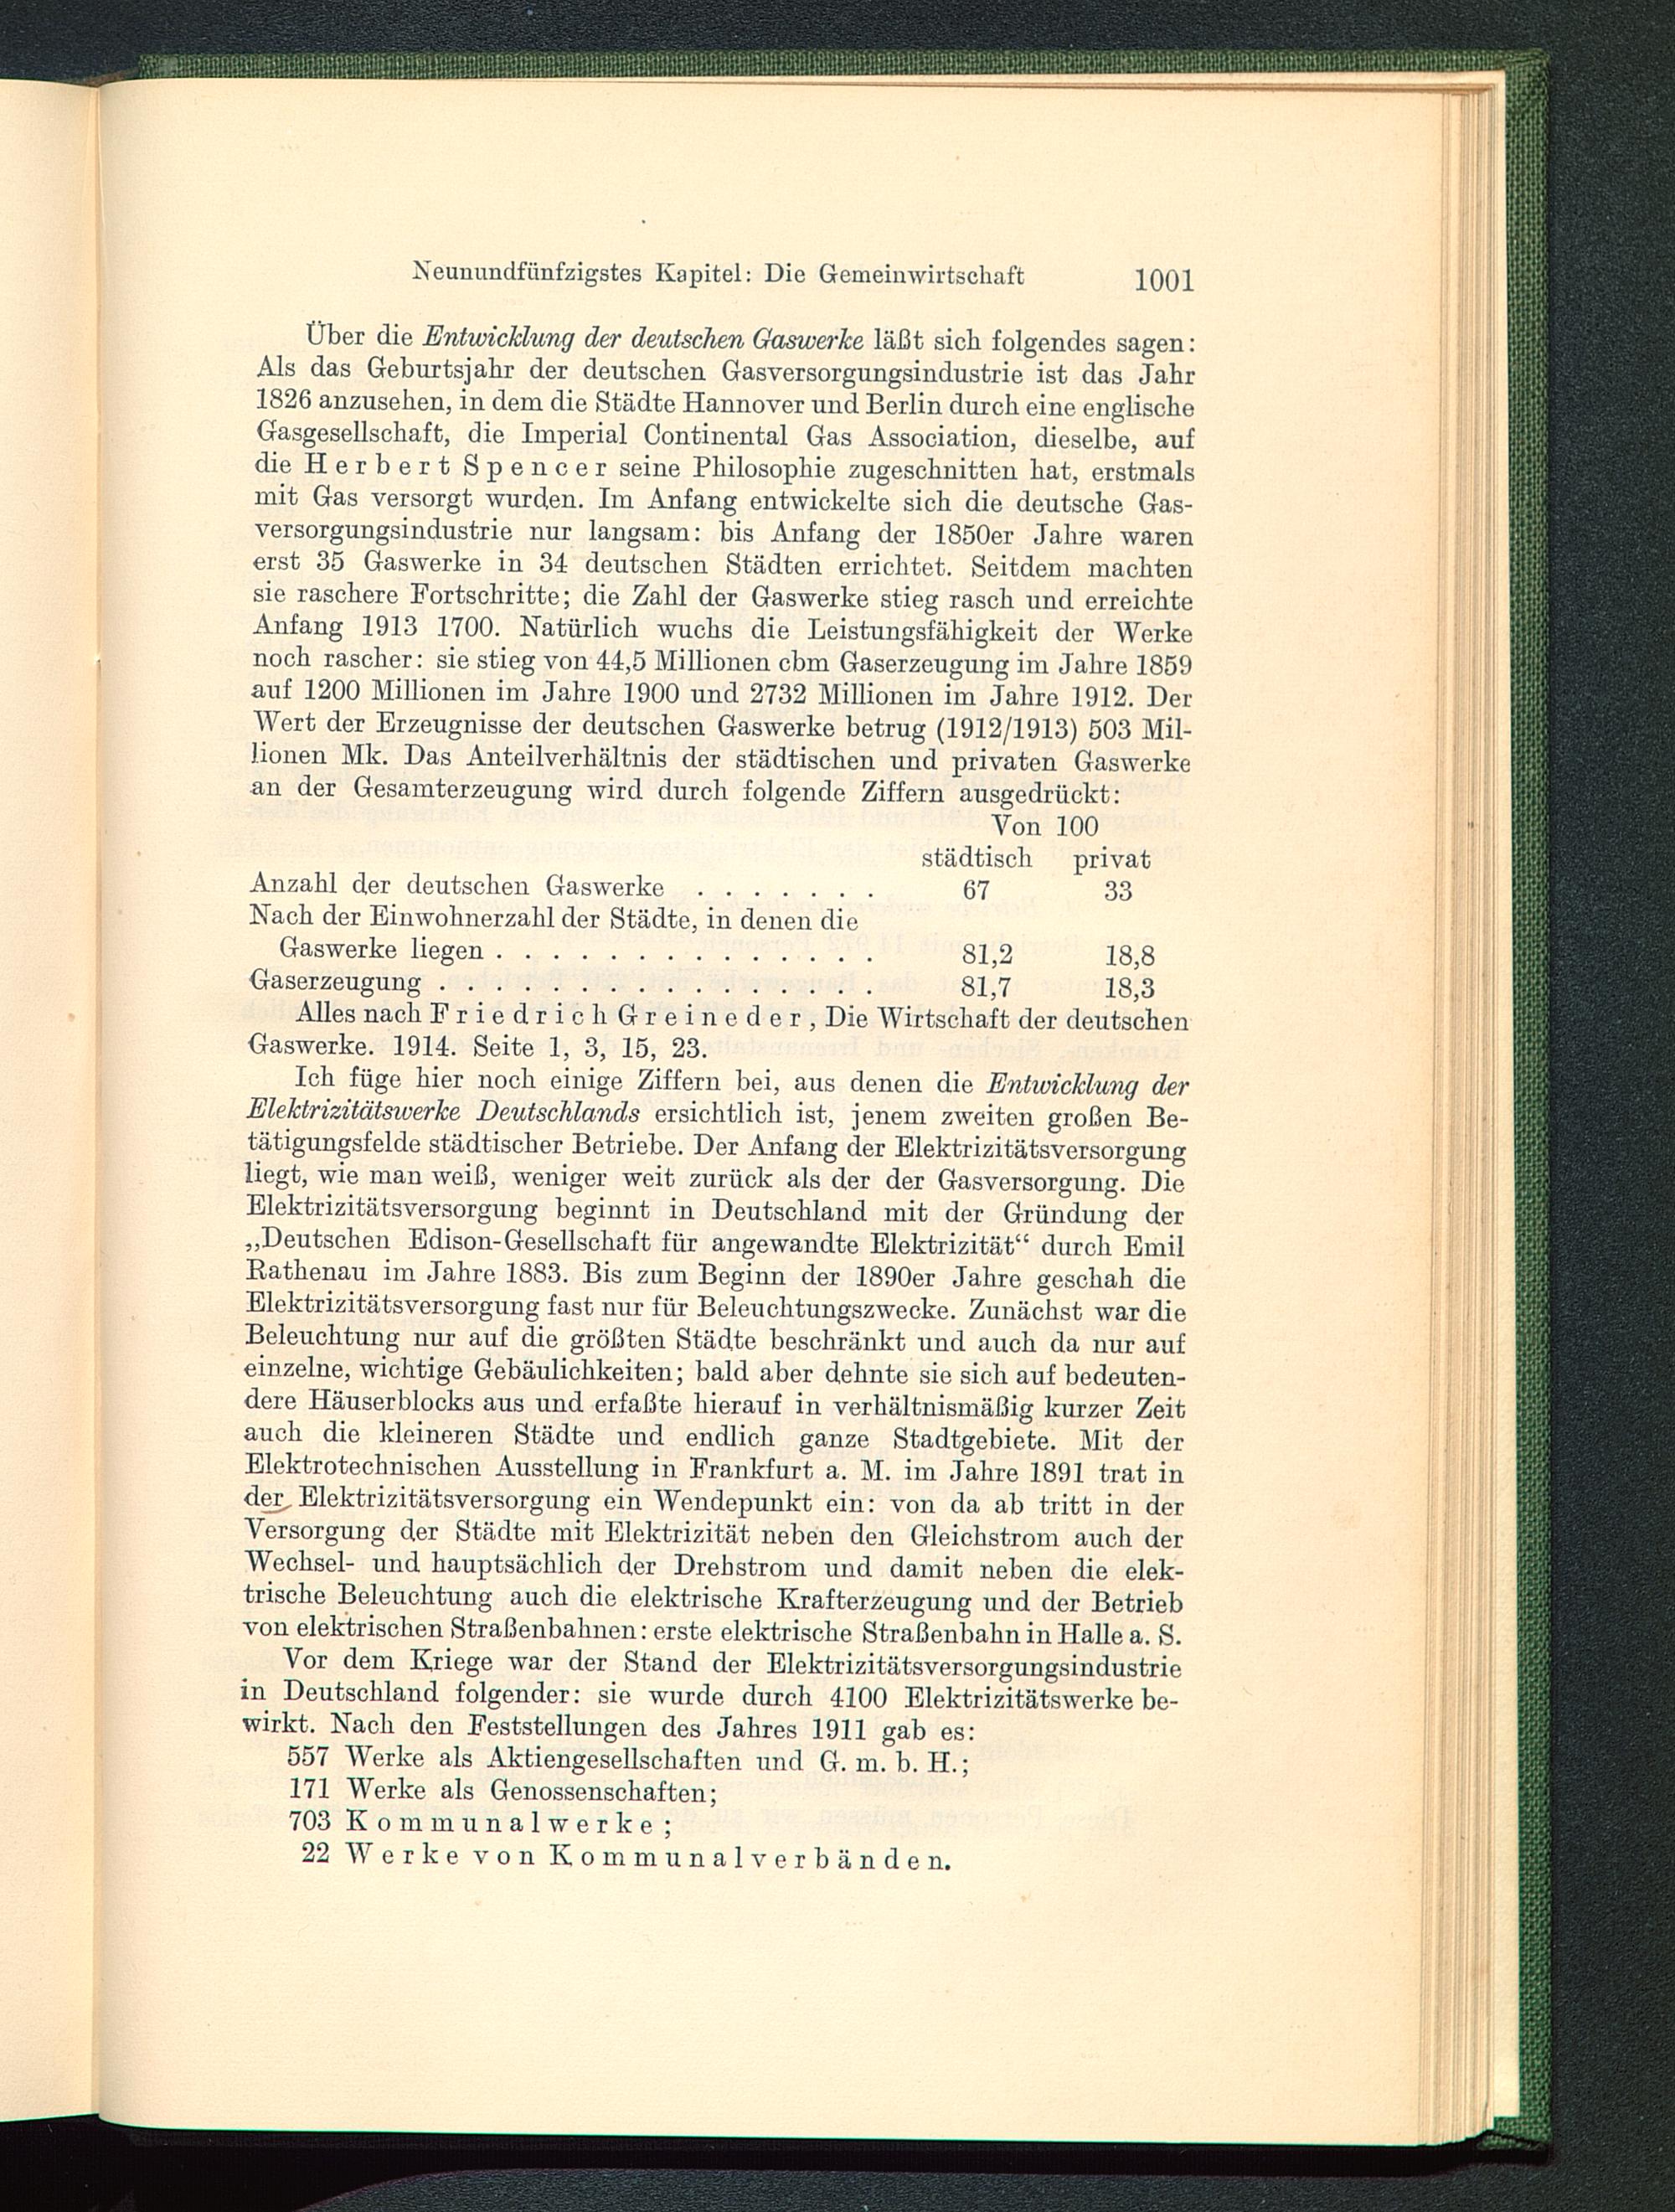 Neunundfünfzigstes Kapitel: Die Gemeinwirtschaft 1001
Über die Entwicklung der deutschen Gaswerke läßt sich folgendes sagen:
Als das Geburtsjahr der deutschen Gasversorgungsindustrie ist das Jahr
1826 anzusehen, in dem die Städte Hannover und Berlin durch eine englische
Gasgesellschaft, die Imperial Continental Gas Association, dieselbe, auf
die Herbert Spencer seine Philosophie zugeschnitten hat, erstmals
mit Gas versorgt wurden. Im Anfang entwickelte sich die deutsche Gas-
versorgungsindustrie nur langsam: bis Anfang der 1850er Jahre waren
erst 35 Gaswerke in 34 deutschen Städten errichtet. Seitdem machten
sie raschere Fortschritte; die Zahl der Gaswerke stieg rasch und erreichte
Anfang 1913 1700. Natürlich wuchs die Leistungsfähigkeit der Werke
noch rascher: sie stieg von 44,5 Millionen cbm Gaserzeugung im Jahre 1859
auf 1200 Millionen im Jahre 1900 und 2732 Millionen im Jahre 1912. Der
Wert der Erzeugnisse der deutschen Gaswerke betrug (1912/1913) 503 Mil-
lionen Mk. Das Anteilverhältnis der städtischen und privaten Gaswerke
an der Gesamterzeugung wird durch folgende Ziffern ausgedrückt:
Von 100
städtisch privat
Anzahl der deutschen Gaswerke . . . . . . . 67 33
Nach der Einwohnerzahl der Städte, in denen die
Gaswerke liegen . . . . . . . . . . . . . . 81,2 18,8
Gaserzeugung . . . . . . . . . . . . . . . . 81,7 18,3
Alles nach Friedrich Greineder, Die Wirtschaft der deutschen
Gaswerke. 1914. Seite 1, 3, 15, 23.
Ich füge hier noch einige Ziffern bei, aus denen die Entwicklung der
Elektrizitätswerke Deutschlands ersichtlich ist, jenem zweiten großen Be-
tätigungsfelde städtischer Betriebe. Der Anfang der Elektrizitätsversorgung
liegt, wie man weiß, weniger weit zurück als der der Gasversorgung. Die
Elektrizitätsversorgung beginnt in Deutschland mit der Gründung der
„Deutschen Edison-Gesellschaft für angewandte Elektrizität“ durch Emil
Rathenau im Jahre 1883. Bis zum Beginn der 1890er Jahre geschah die
Elektrizitätsversorgung fast nur für Beleuchtungszwecke. Zunächst war die
Beleuchtung nur auf die größten Städte beschränkt und auch da nur auf
einzelne, wichtige Gebäulichkeiten; bald aber dehnte sie sich auf bedeuten-
dere Häuserblocks aus und erfaßte hierauf in verhältnismäßig kurzer Zeit
auch die kleineren Städte und endlich ganze Stadtgebiete. Mit der
Elektrotechnischen Ausstellung in Frankfurt a. M. im Jahre 1891 trat in
der Elektrizitätsversorgung ein Wendepunkt ein: von da ab tritt in der
Versorgung der Städte mit Elektrizität neben den Gleichstrom auch der
Wechsel- und hauptsächlich der Drehstrom und damit neben die elek-
trische Beleuchtung auch die elektrische Krafterzeugung und der Betrieb
von elektrischen Straßenbahnen: erste elektrische Straßenbahn in Halle a. S.
Vor dem Kriege war der Stand der Elektrizitätsversorgungsindustrie
in Deutschland folgender: sie wurde durch 4100 Elektrizitätswerke be-
wirkt. Nach den Feststellungen des Jahres 1911 gab es:
557 Werke als Aktiengesellschaften und G. m. b. H.;
171 Werke als Genossenschaften;
703 Kommunalwerke;
22 Werke von Kommunalverbänden.